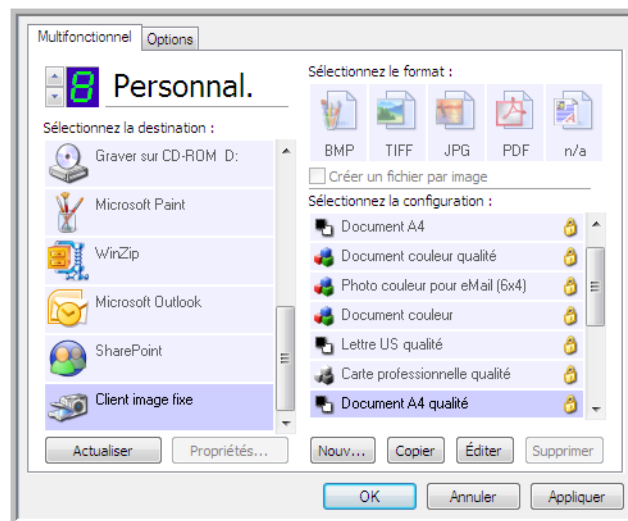 Multifonctionnel
Options
8
Personnal.
Sélectionnez la destination :
Graver sur CD-ROM D:
Microsoft Paint
WinZip
Microsoft Outlook
SharePoint
Client image fixe
Actualiser
Propriétés...
Sélectionnez le format :
BMP TIFF JPG PDF n/a
Créer un fichier par image
Sélectionnez la configuration :
Document A4
Document couleur qualité
Photo couleur pour eMail (6x4)
Document couleur
Lettre US qualité
Carte professionnelle qualité
Document A4 qualité
Nouv... Copier Éditer Supprimer
OK Annuler Appliquer